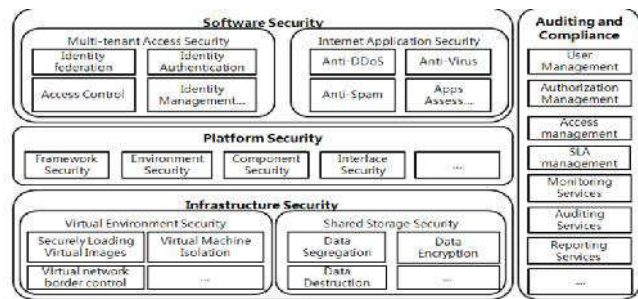 Software Security
Multi-tenant Access Security
Identity
federation
Identity
Authentication
Access Control
Identity
Management...
Internet Application Security
Anti-DDoS
Anti-Virus
Anti-Spam
Apps
Assess...
Platform Security
Framework
Security
Environment
Security
Component
Security
Interface
Security
...
Infrastructure Security
Virtual Environment Security
Securely Loading
Virtual Images
Virtual Machine
Isolation
Virtual network
border control
...
Shared Storage Security
Data
Segregation
Data
Encryption
Data
Destruction
...
Auditing and
Compliance
User
Management
Authorization
Management
Access
management
SLA
management
Monitoring
Services
Auditing
Services
Reporting
Services
...